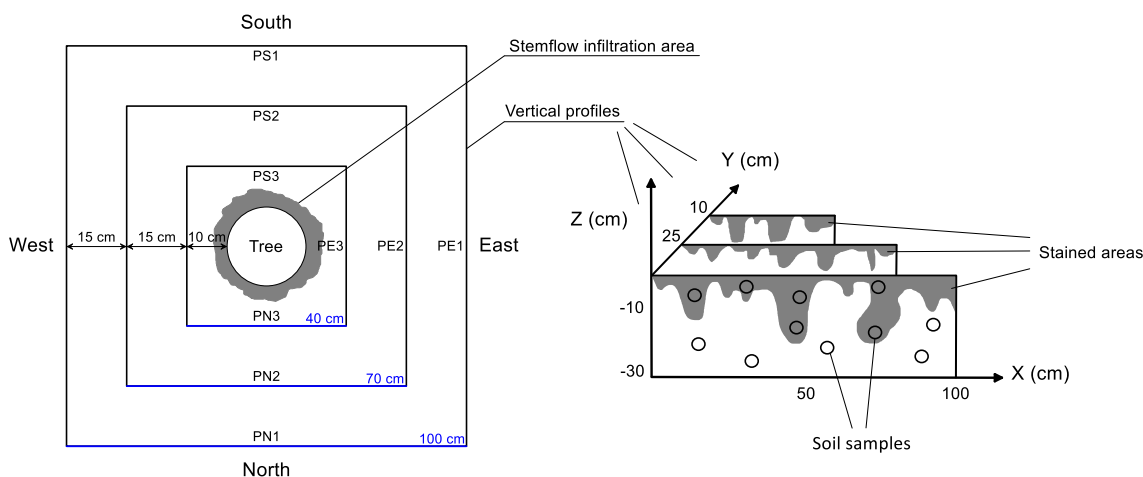 South
PS1
PS2
PS3
West
15 cm
15 cm
10 cm
Tree
PE3
PE2
PE1
East
PN3
40 cm
PN2
70 cm
PN1
100 cm
North
Stemflow infiltration area
Vertical profiles
Y (cm)
Z (cm)
10
25
-10
-30
50
100
X (cm)
Stained areas
Soil samples